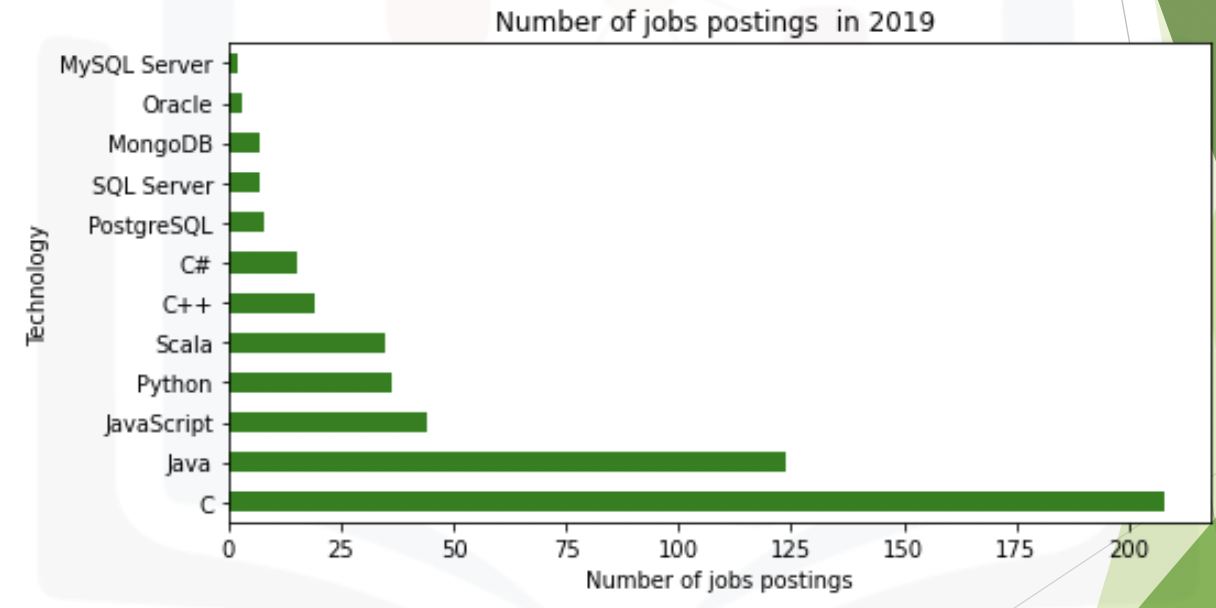 Number of jobs postings  in 2019
MySQL Server
Oracle
MongoDB
SQL Server
PostgreSQL
C#
C++
Scala
Python
JavaScript
Java
C
Technology
0 25 50 75 100 125 150 175 200
Number of jobs postings